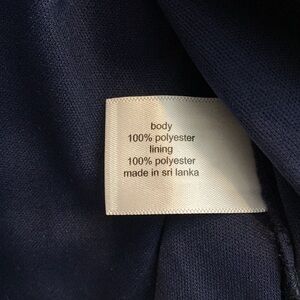 body
100% polyester
lining
100% polyester
made in sri lanka